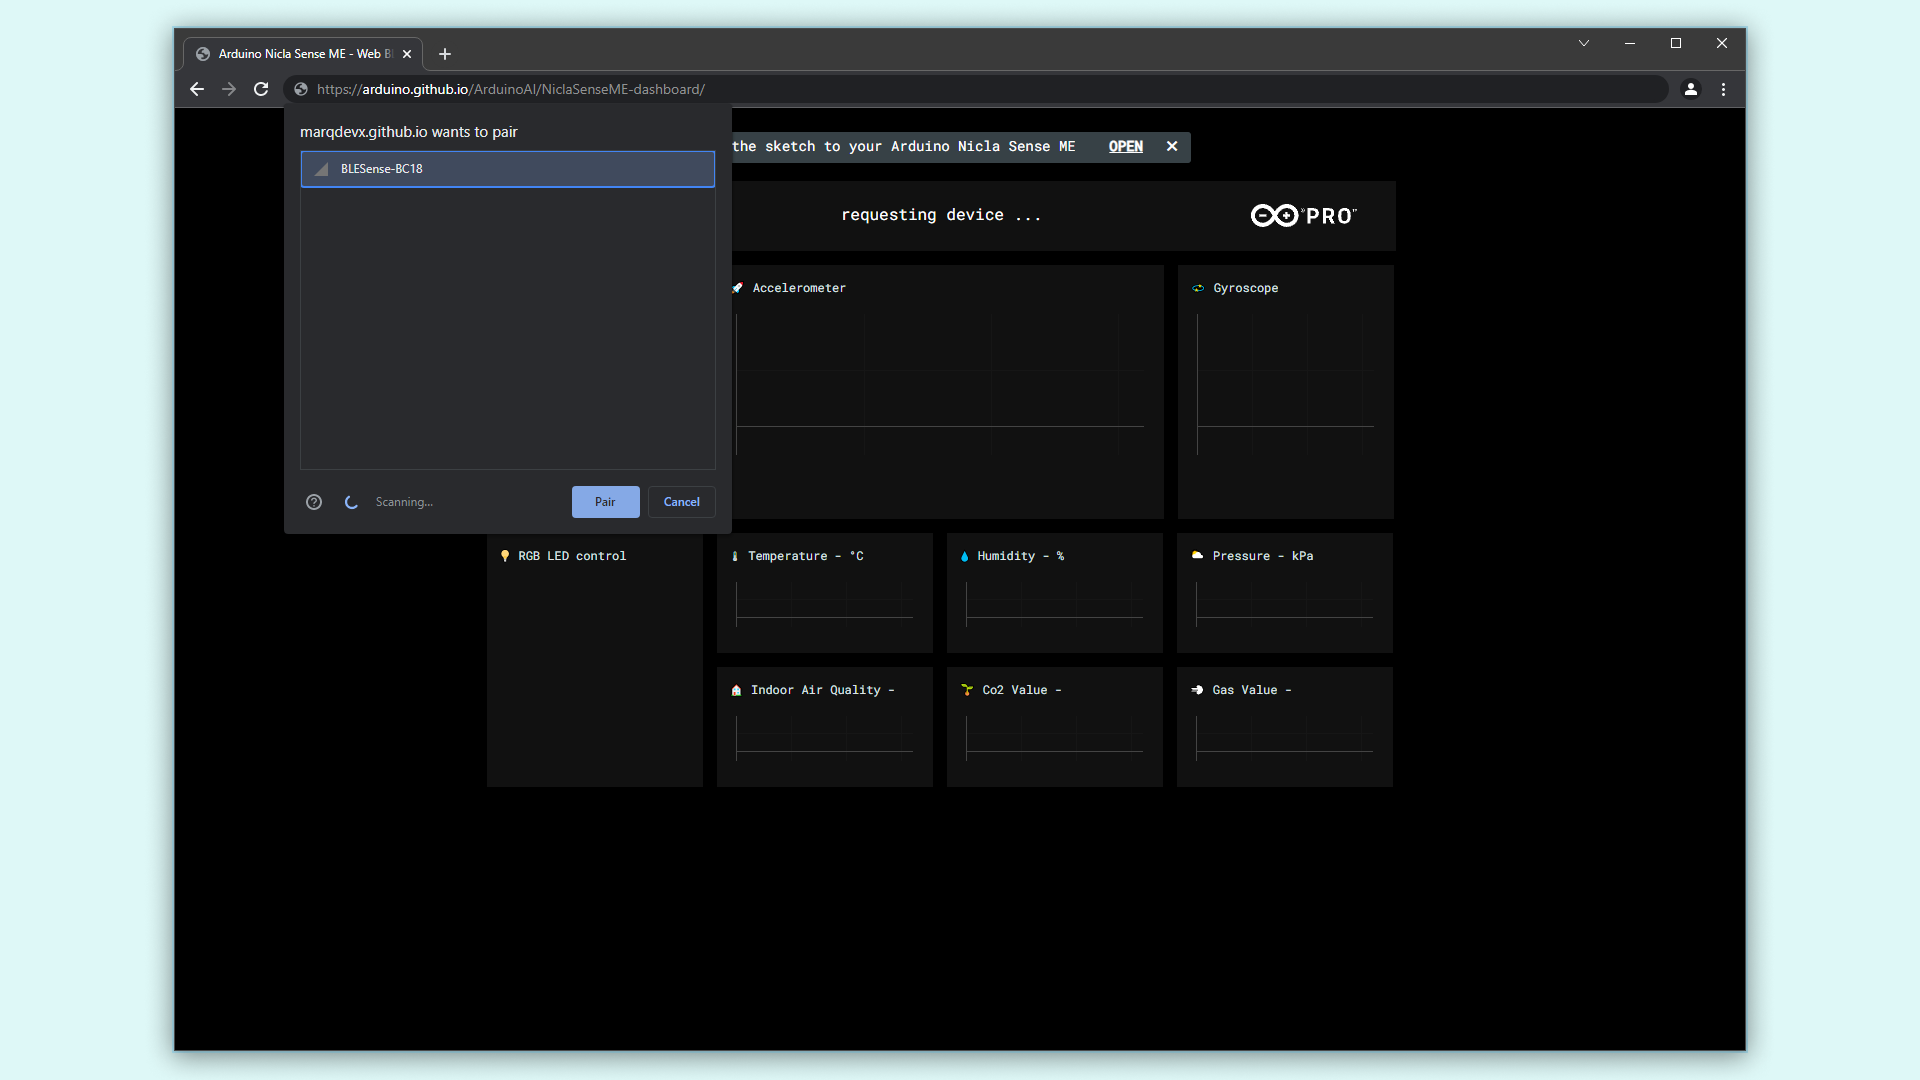 Arduino Nicla Sense ME - Web B
https://arduino.github.io/ArduinoAI/NiclaSenseME-dashboard/
marqdevx.github.io wants to pair
BLESense-BC18
Scanning...
Pair
Cancel
the sketch to your Arduino Nicla Sense ME OPEN
requesting device ...
PRO
Accelerometer
Gyroscope
RGB LED control
Temperature - °C
Humidity - %
Pressure - kPa
Indoor Air Quality -
Co2 Value -
Gas Value -